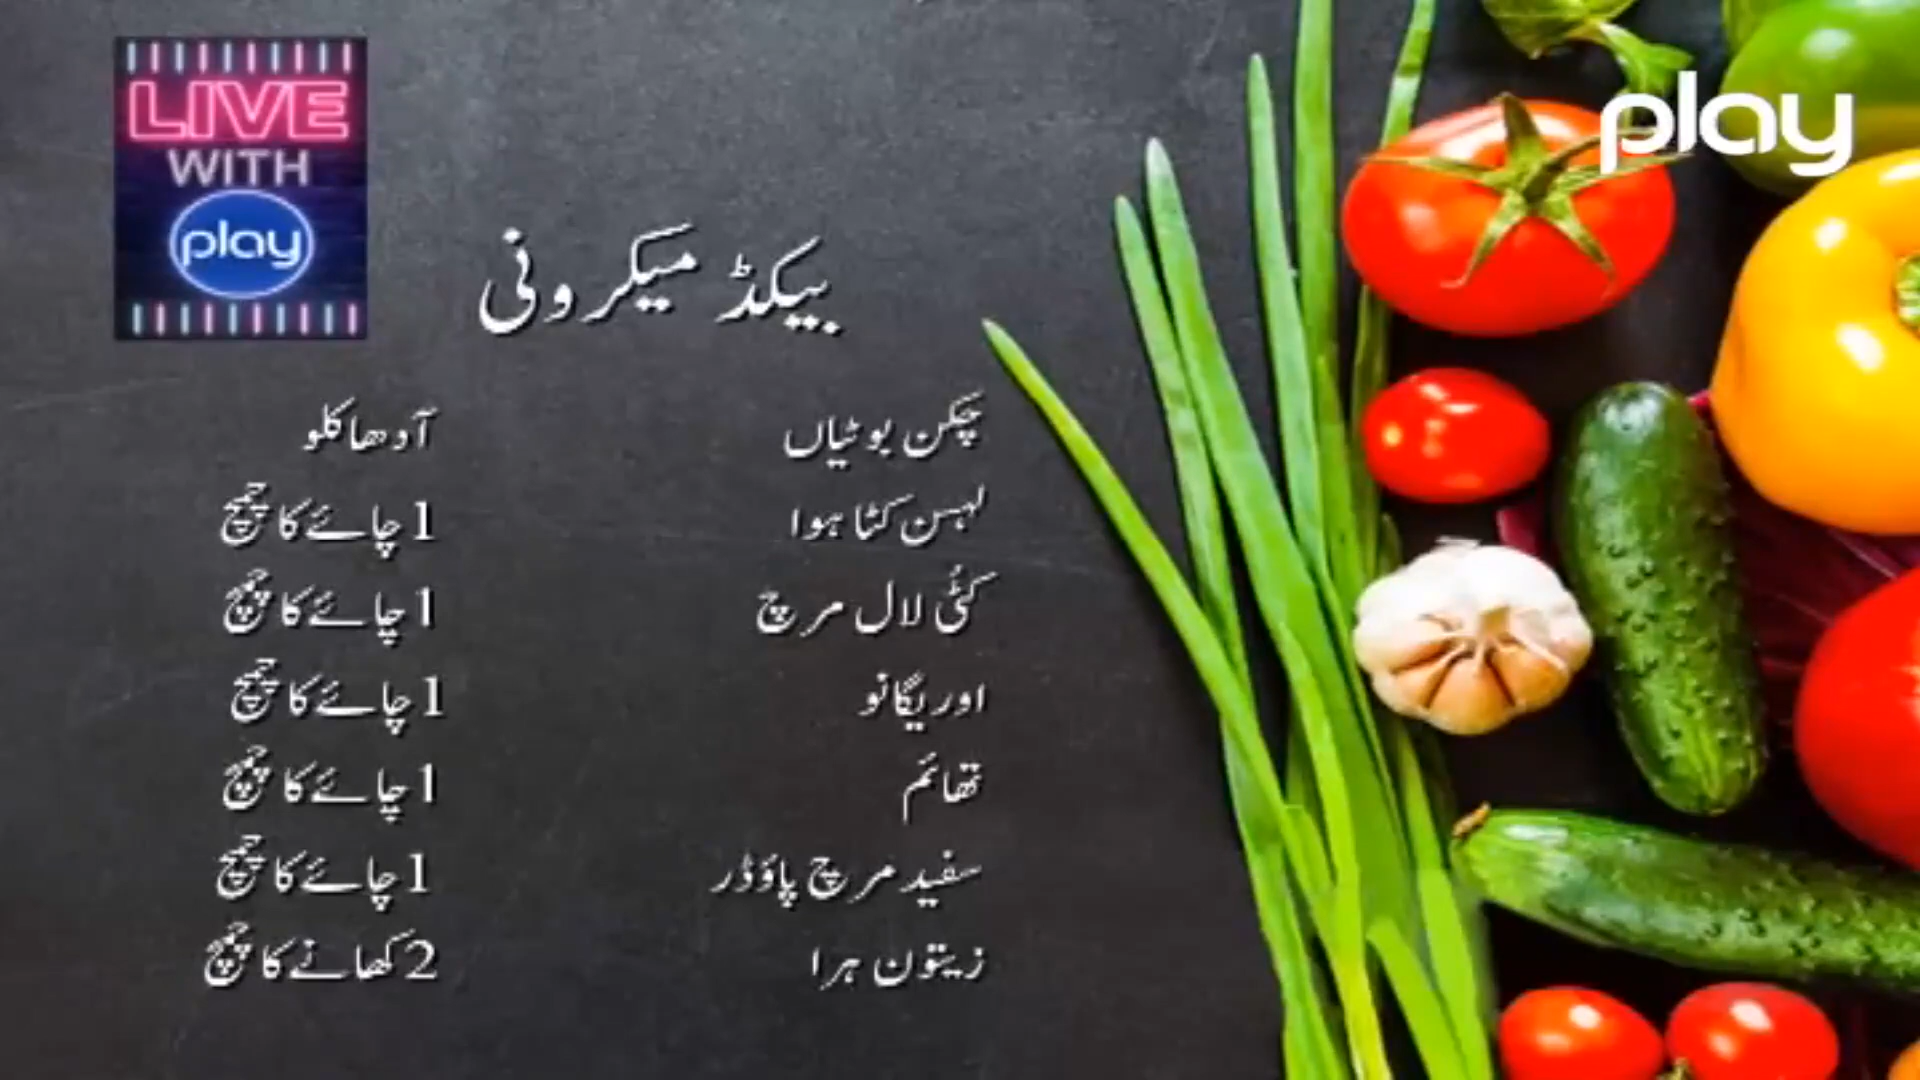 LIVE
WITH
play
play
بیکڈ میکرونی
چکن بوٹیاں آدھا کلو
لہسن کٹا ہوا 1 چائے کا چمچ
کٹی لال مرچ 1 چائے کا چمچ
اوریگانو 1 چائے کا چمچ
تھائم 1 چائے کا چمچ
سفید مرچ پاؤڈر 1 چائے کا چمچ
زیتون ہرا 2 کھانے کا چمچ